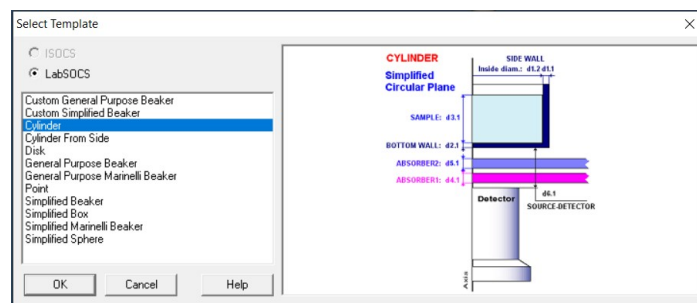 Select Template
ISOCS
LabSOCS
Custom General Purpose Beaker
Custom Simplified Beaker
Cylinder
Cylinder From Side
Disk
General Purpose Beaker
General Purpose Marinelli Beaker
Point
Simplified Beaker
Simplified Box
Simplified Marinelli Beaker
Simplified Sphere
OK
Cancel
Help
CYLINDER
Simplified
Circular Plane
SIDE WALL
Inside diam.: d1.2 d1.1
SAMPLE: d3.1
BOTTOM WALL: d2.1
ABSORBER2: d5.1
ABSORBER1: d4.1
Detector
d6.1
SOURCE-DETECTOR
Axis